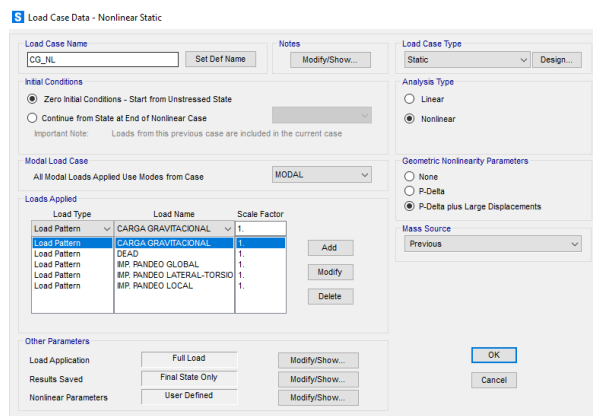 S Load Case Data - Nonlinear Static
Load Case Name
CG_NL
Set Def Name
Notes
Modify/Show...
Load Case Type
Static
Design...
Initial Conditions
Zero Initial Conditions - Start from Unstressed State
Continue from State at End of Nonlinear Case
Important Note: Loads from this previous case are included in the current case
Analysis Type
Linear
Nonlinear
Modal Load Case
All Modal Loads Applied Use Modes from Case
MODAL
Geometric Nonlinearity Parameters
None
P-Delta
P-Delta plus Large Displacements
Loads Applied
Load Type Load Name Scale Factor
Load Pattern CARGA GRAVITACIONAL 1.
Load Pattern CARGA GRAVITACIONAL 1.
Load Pattern DEAD 1.
Load Pattern IMP. PANDEO GLOBAL 1.
Load Pattern IMP. PANDEO LATERAL-TORSIO 1.
Load Pattern IMP. PANDEO LOCAL 1.
Add
Modify
Delete
Mass Source
Previous
Other Parameters
Load Application Full Load Modify/Show...
Results Saved Final State Only Modify/Show...
Nonlinear Parameters User Defined Modify/Show...
OK
Cancel